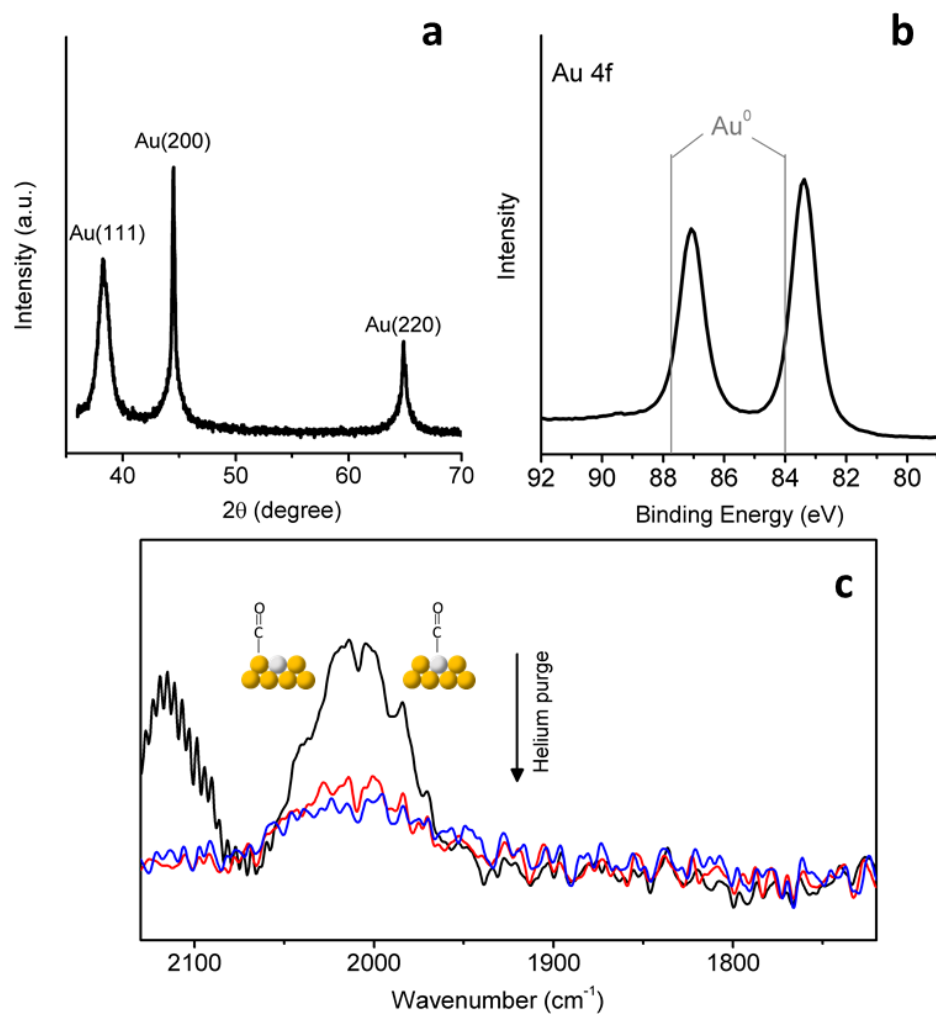 a
Au(200)
Au(111)
Au(220)
Intensity (a.u.)
40 50 60 70
2θ (degree)
b
Au 4f
Au⁰
Intensity
92 90 88 86 84 82 80
Binding Energy (eV)
c
O
C
O
C
Helium purge
2100 2000 1900 1800
Wavenumber (cm⁻¹)